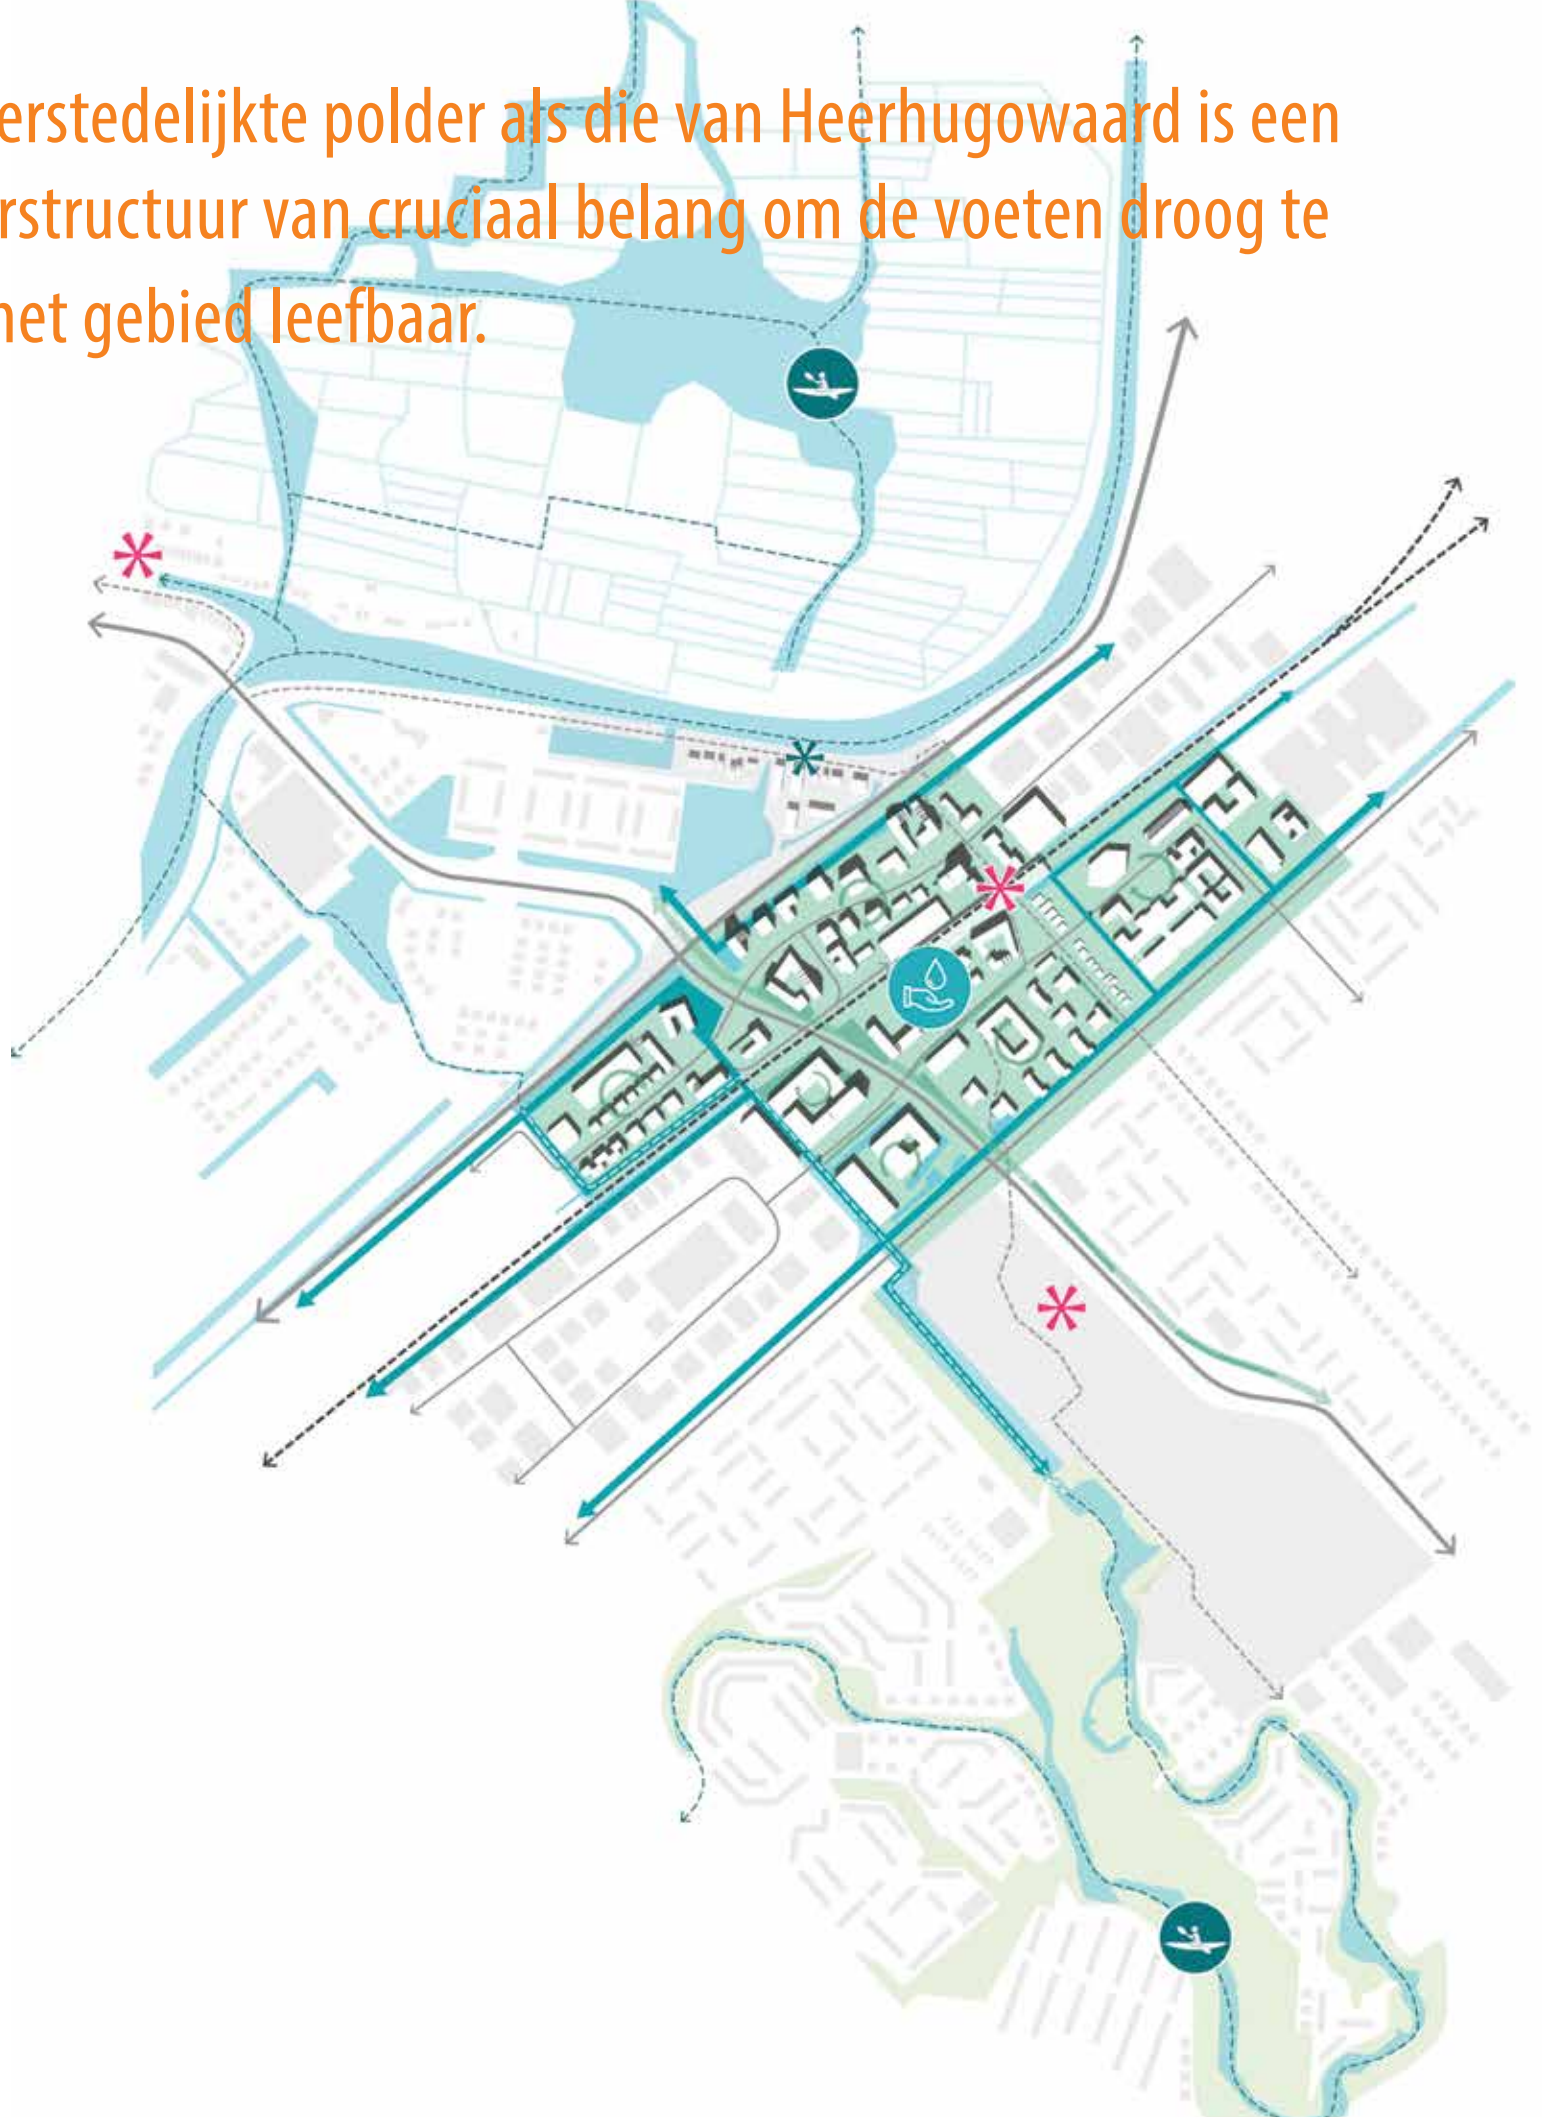 erstedelijkte polder als die van Heerhugowaard is een
rstructuur van cruciaal belang om de voeten droog te
het gebied leefbaar.